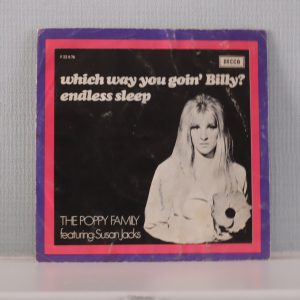 DECCA
which way you goin' Billy?
endless sleep
THE POPPY FAMILY
featuring Susan Jacks